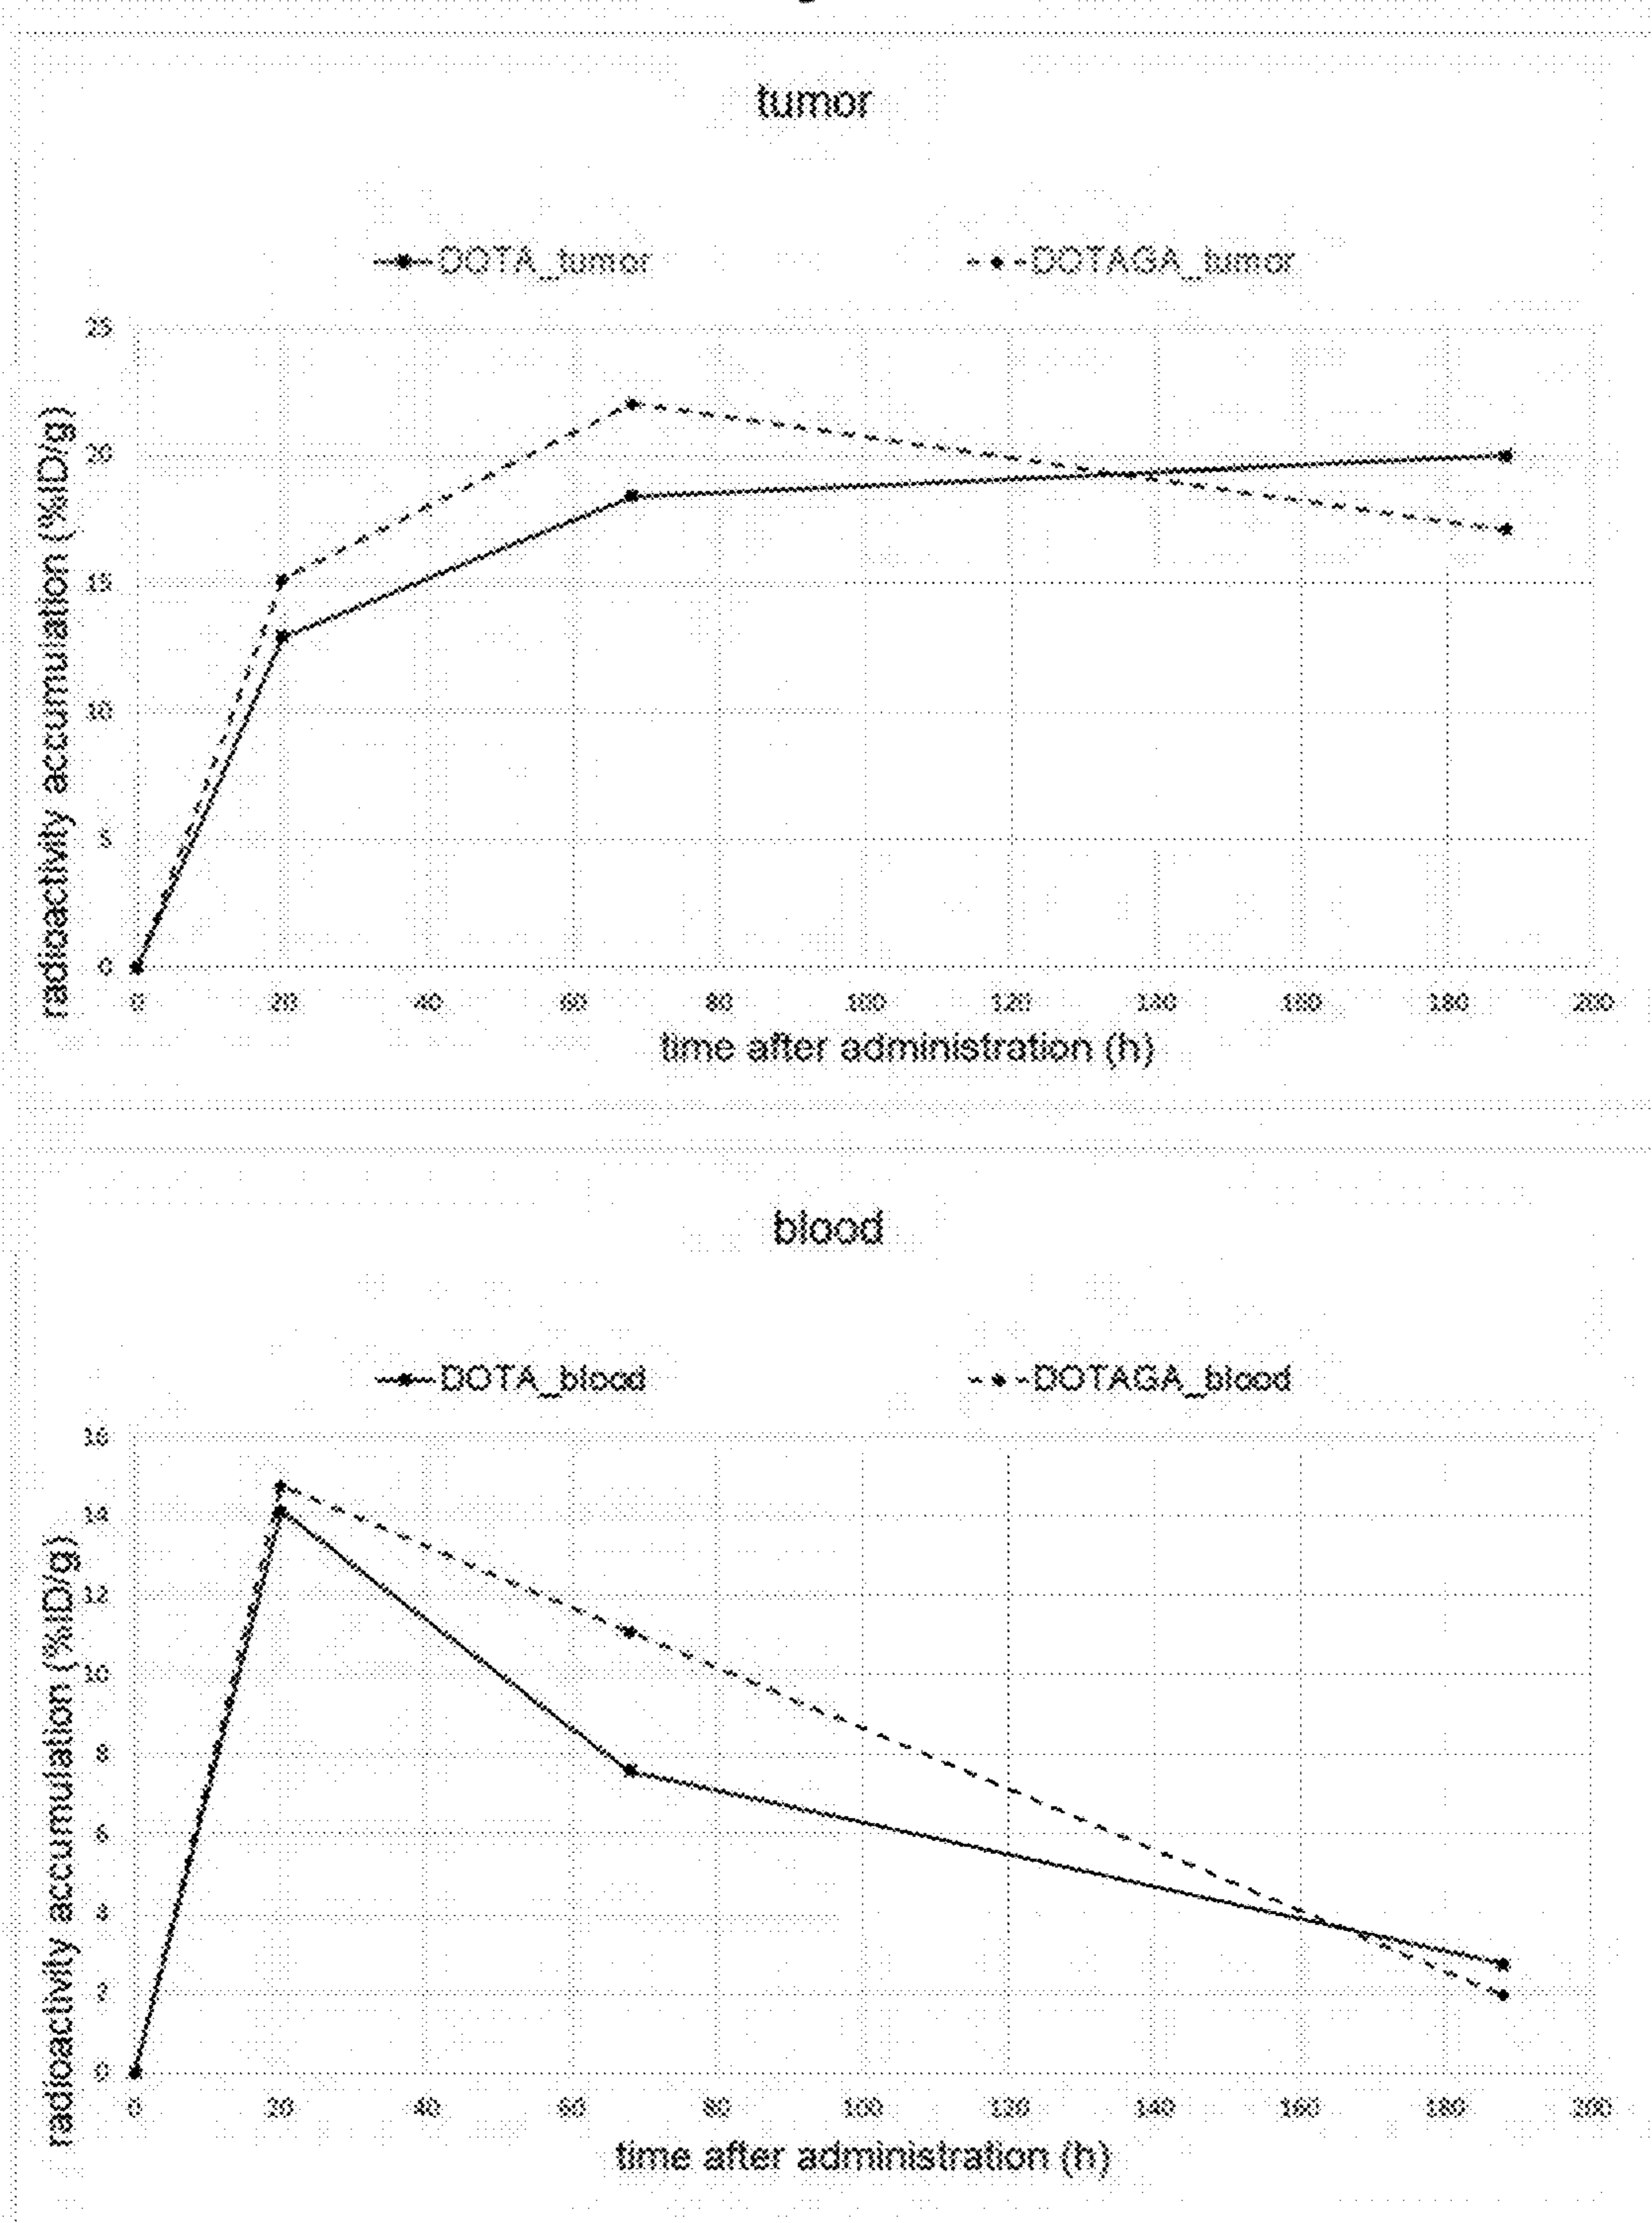 tumor
DOTA_tumor DOTAGA_tumor
25
20
15
10
5
0
0 20 40 60 80 100 120 140 160 180 200
radioactivity accumulation (%ID/g)
time after administration (h)
blood
DOTA_blood DOTAGA_blood
16
14
12
10
8
6
4
2
0
0 20 40 60 80 100 120 140 160 180 200
radioactivity accumulation (%ID/g)
time after administration (h)